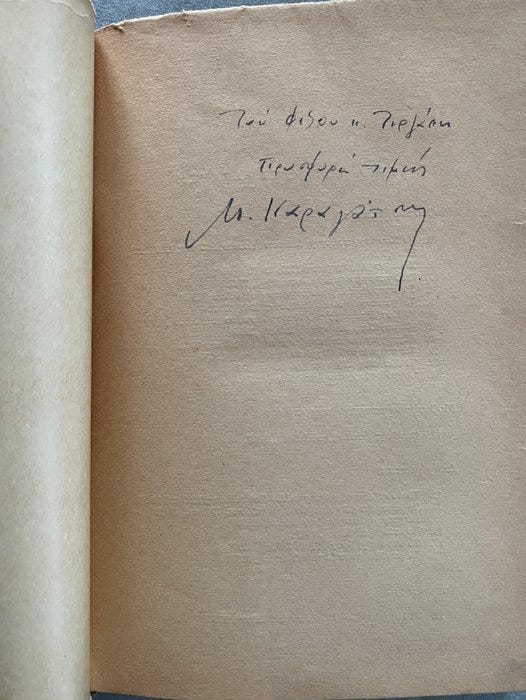 Τοῦ φίλου κ.
προσφορά τιμῆς
Μ. Καραγάτσης